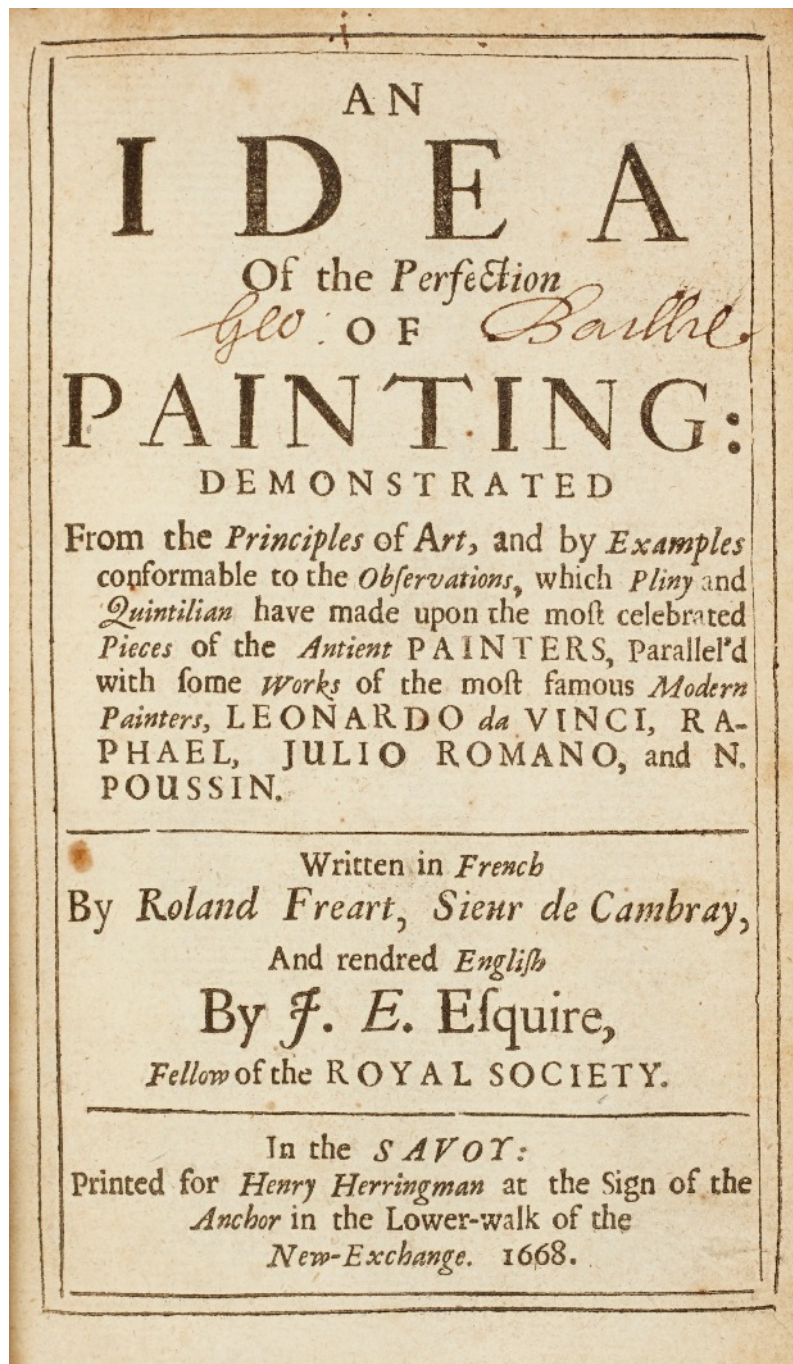 AN
IDEA
Of the Perfection
Geo: OF Baillie.
PAINTING:
DEMONSTRATED
From the Principles of Art, and by Examples
conformable to the Obſervations, which Pliny and
Quintilian have made upon the moſt celebrated
Pieces of the Antient PAINTERS, Parallel'd
with ſome Works of the moſt famous Modern
Painters, LEONARDO da VINCI, RA-
PHAEL, JULIO ROMANO, and N.
POUSSIN.
Written in French
By Roland Freart, Sieur de Cambray,
And rendred Engliſh
By J. E. Eſquire,
Fellow of the ROYAL SOCIETY.
In the SAVOY:
Printed for Henry Herringman at the Sign of the
Anchor in the Lower-walk of the
New-Exchange. 1668.